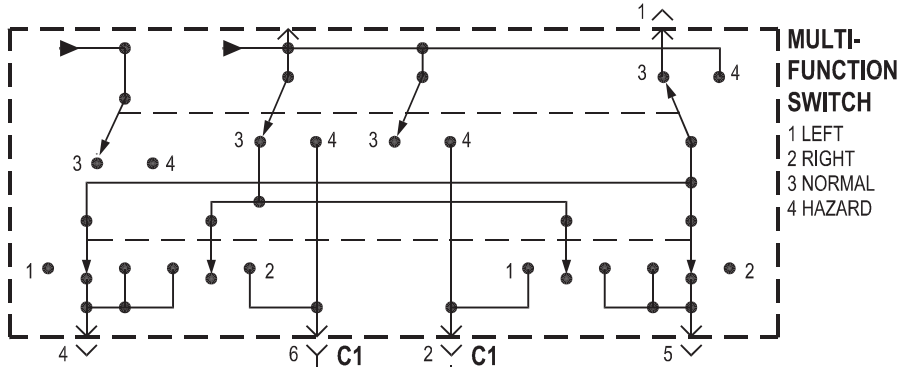 1
MULTI-
FUNCTION
SWITCH
1 LEFT
2 RIGHT
3 NORMAL
4 HAZARD
3 4
3 4 3 4
3 4
1 2 1 2
4 6 C1 2 C1 5